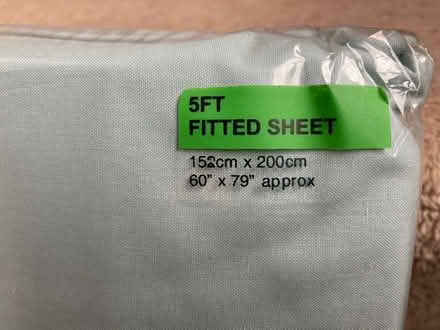 5FT
FITTED SHEET
152cm x 200cm
60" x 79" approx